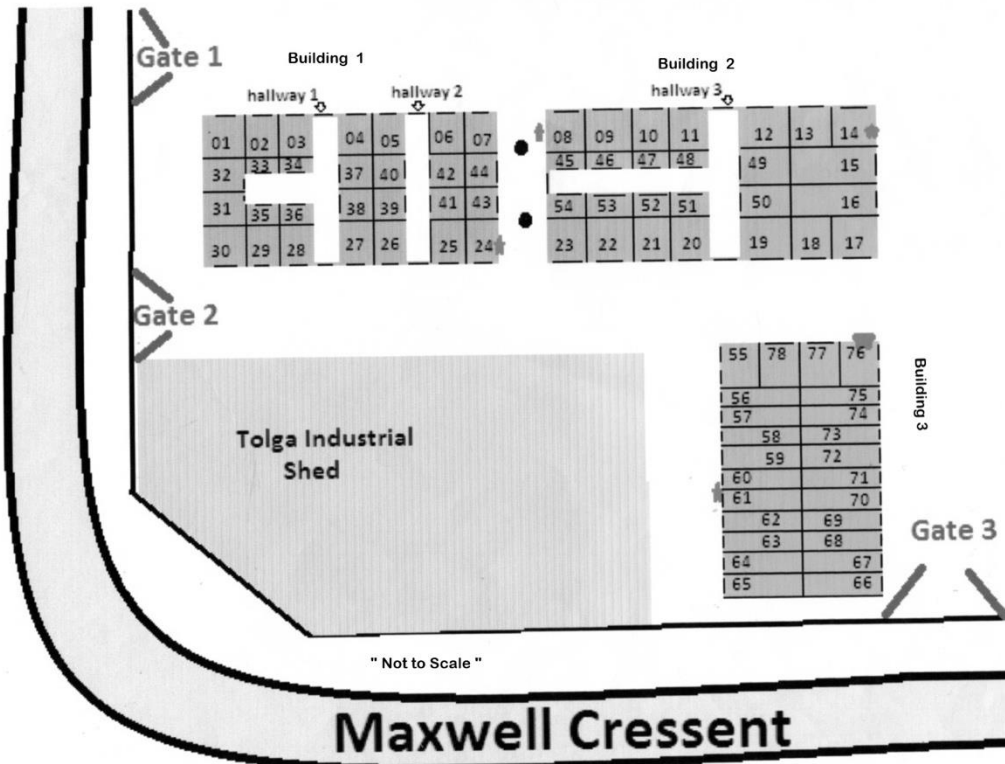 Gate 1
Building 1
Building 2
hallway 1
hallway 2
hallway 3
01 02 03 04 05 06 07 08 09 10 11 12 13 14
33 34 45 46 47 48
32 37 40 42 44 49 15
31 35 36 38 39 41 43 54 53 52 51 50 16
30 29 28 27 26 25 24 23 22 21 20 19 18 17
Gate 2
55 78 77 76
Building 3
56 75
57 74
58 73
59 72
60 71
61 70
62 69
63 68
64 67
65 66
Tolga Industrial
Shed
Gate 3
" Not to Scale "
Maxwell Cressent